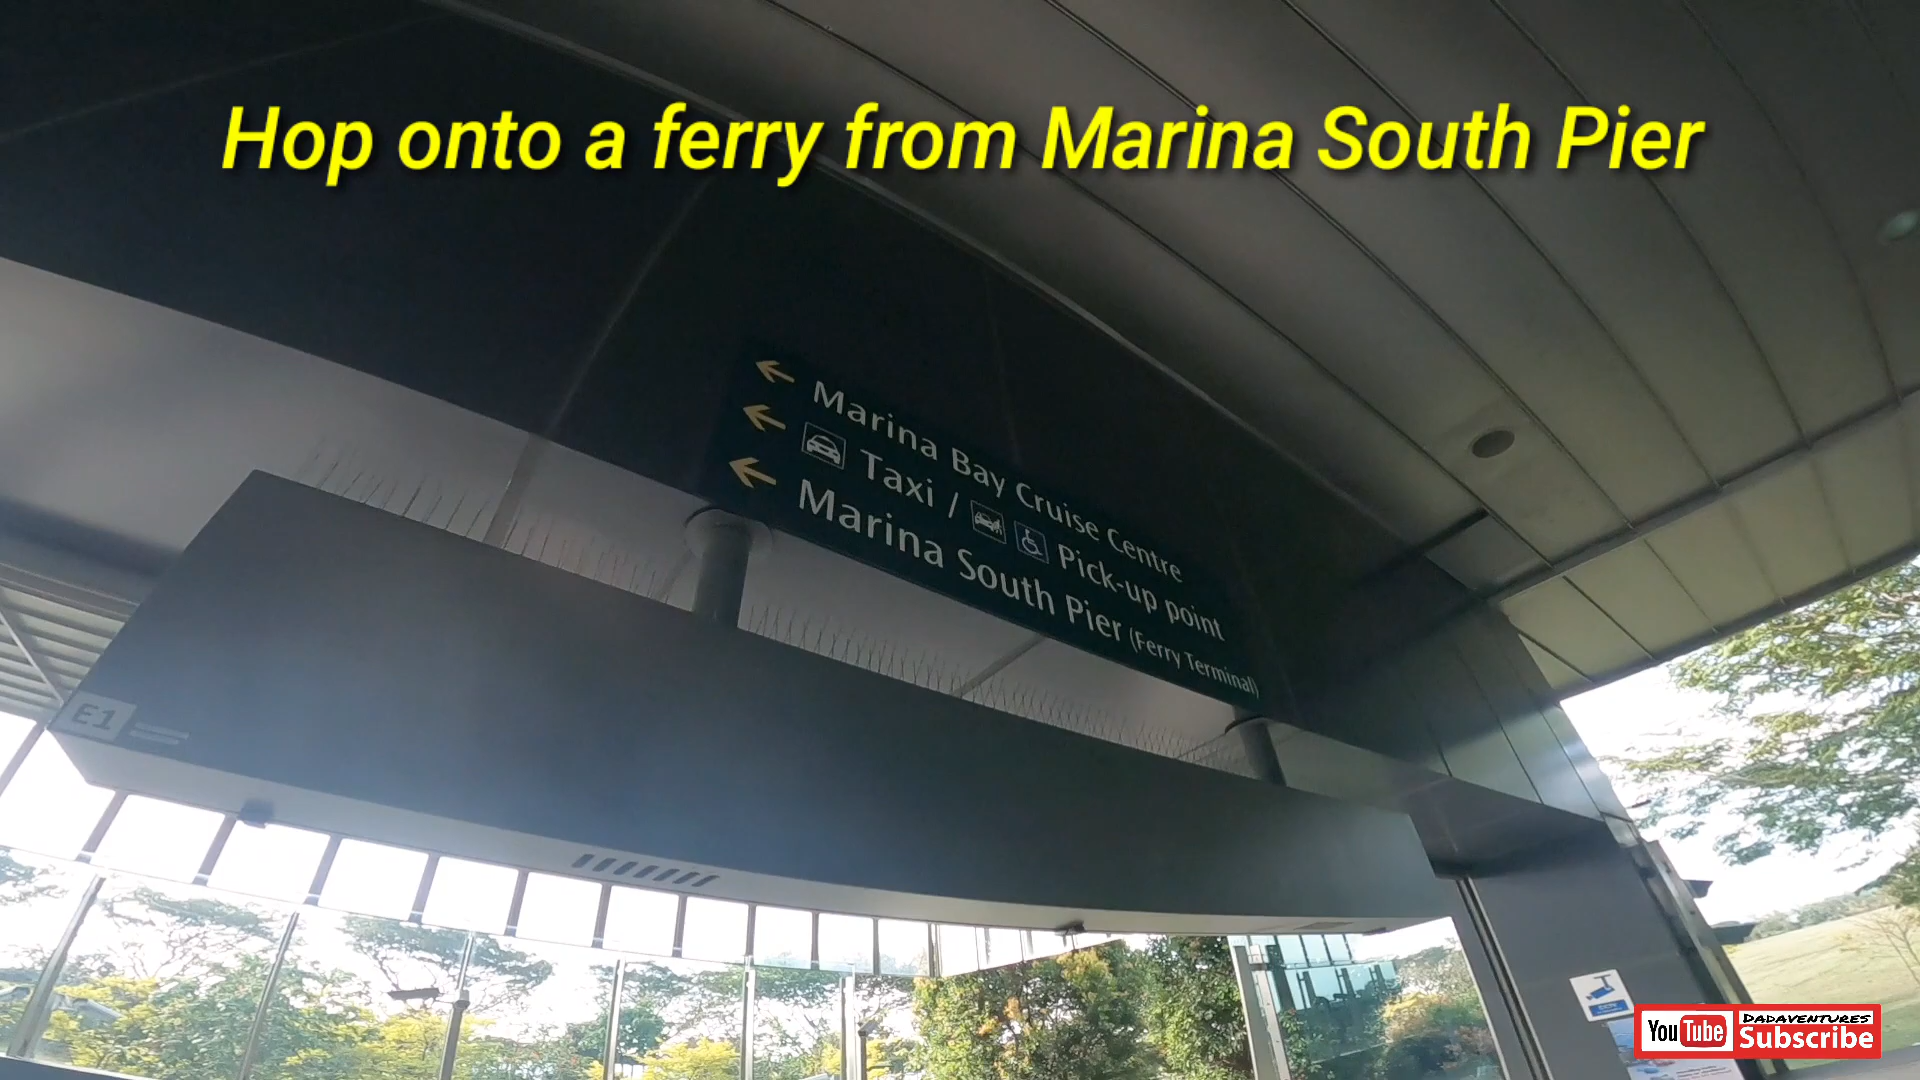 Hop onto a ferry from Marina South Pier
Marina Bay Cruise Centre
Taxi / Pick-up point
Marina South Pier (Ferry Terminal)
E1
YouTube DADAVENTURES
Subscribe